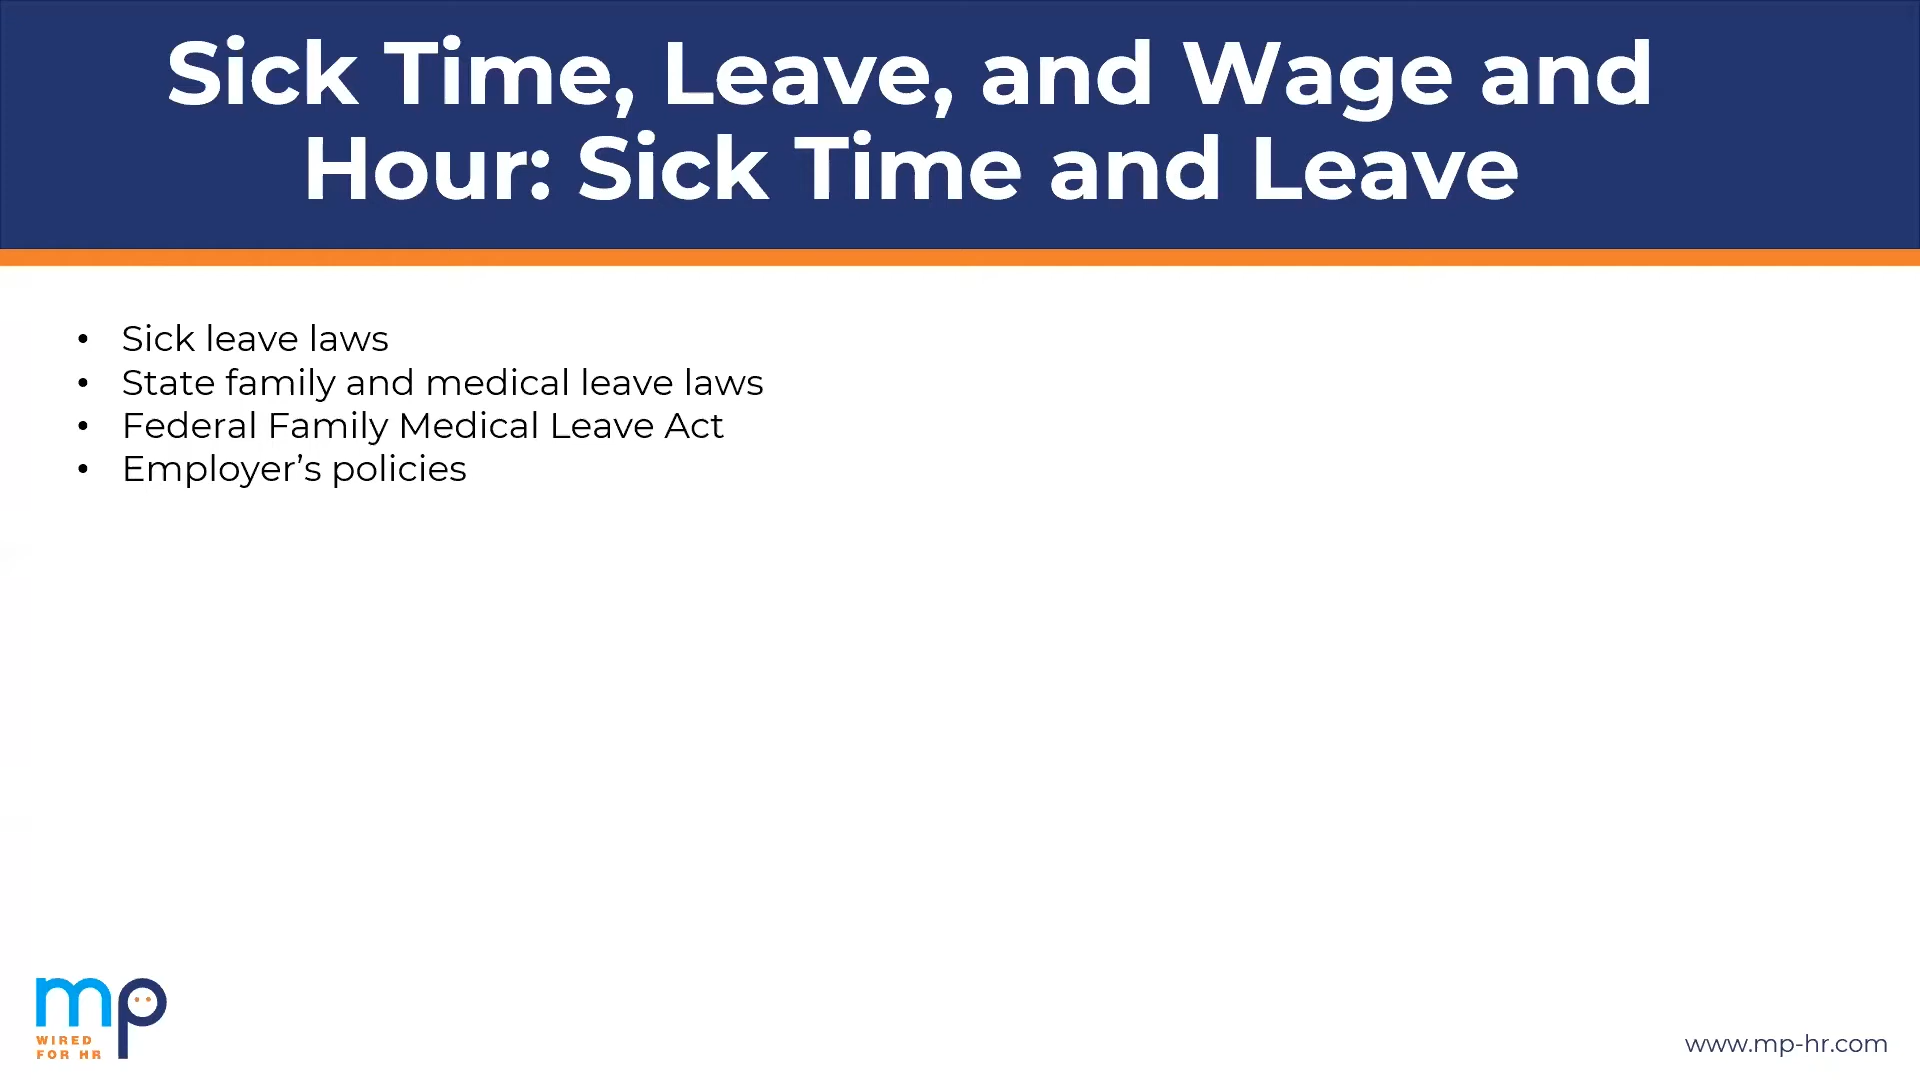 Sick Time, Leave, and Wage and
Hour: Sick Time and Leave
• Sick leave laws
• State family and medical leave laws
• Federal Family Medical Leave Act
• Employer’s policies
mp
WIRED
FOR HR
www.mp-hr.com